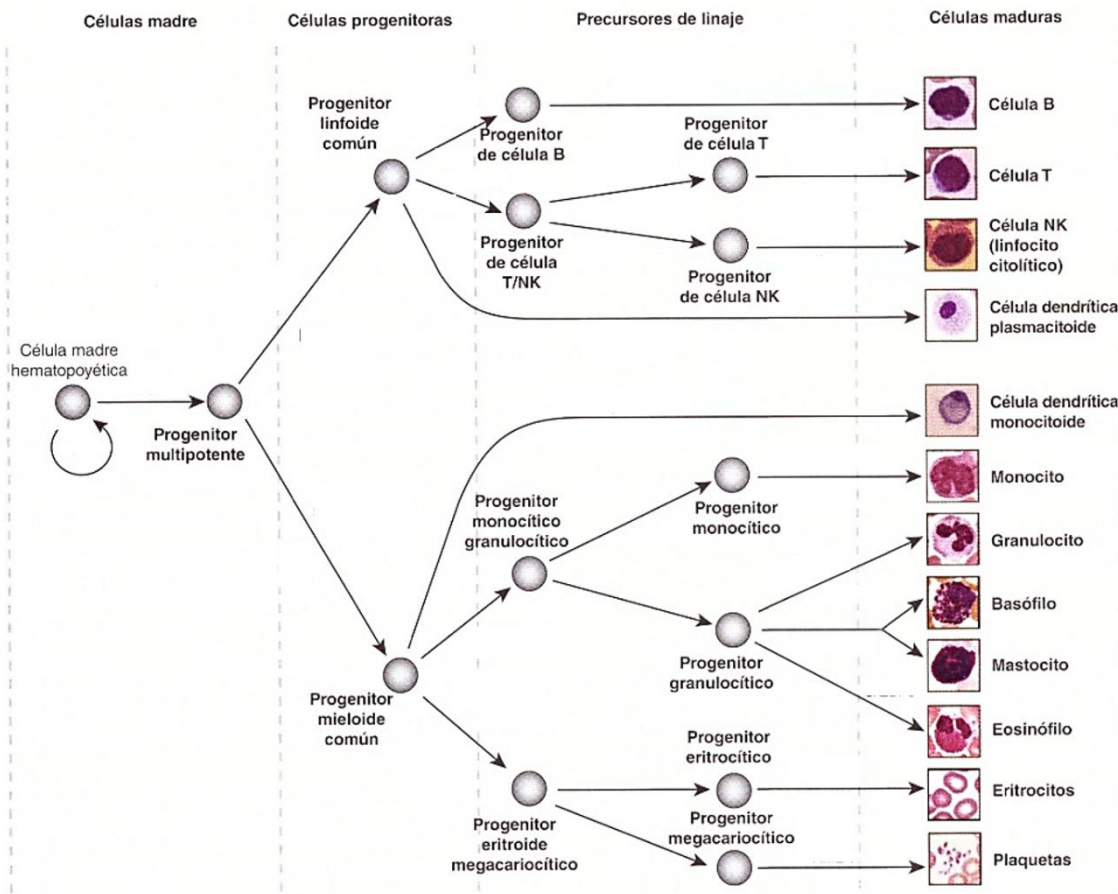 Células madre
Células progenitoras
Precursores de linaje
Células maduras
Progenitor
linfoide
común
Progenitor
de célula B
Progenitor
de célula T
Progenitor
de célula
T/NK
Progenitor
de célula NK
Célula B
Célula T
Célula NK
(linfocito
citolítico)
Célula dendrítica
plasmacitoide
Célula madre
hematopoyética
Progenitor
multipotente
Célula dendrítica
monocitoide
Progenitor
monocítico
granulocítico
Progenitor
monocítico
Monocito
Granulocito
Basófilo
Progenitor
granulocítico
Mastocito
Progenitor
mieloide
común
Eosinófilo
Progenitor
eritrocítico
Eritrocitos
Progenitor
eritroide
megacariocítico
Progenitor
megacariocítico
Plaquetas